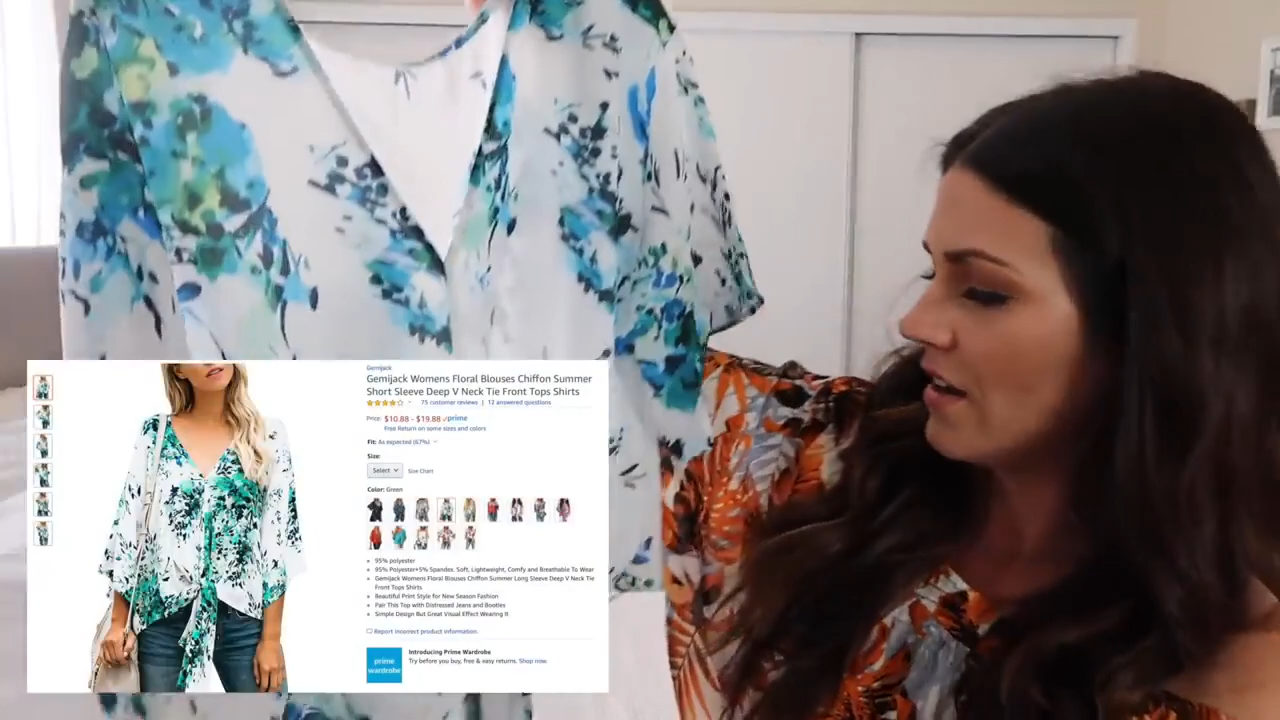 Gemijack
Gemijack Womens Floral Blouses Chiffon Summer
Short Sleeve Deep V Neck Tie Front Tops Shirts
75 customer reviews | 12 answered questions
Price: $10.88 - $19.88 prime
Free Return on some sizes and colors
Fit: As expected (67%)
Size:
Select Size Chart
Color: Green
95% polyester
95% Polyester+5% Spandex. Soft, Lightweight, Comfy and Breathable To Wear
Gemijack Womens Floral Blouses Chiffon Summer Long Sleeve Deep V Neck Tie
Front Tops Shirts
Beautiful Print Style for New Season Fashion
Pair This Top with Distressed Jeans and Booties
Simple Design But Great Visual Effect Wearing It
Report incorrect product information.
prime
wardrobe
Introducing Prime Wardrobe
Try before you buy, free & easy returns. Shop now.